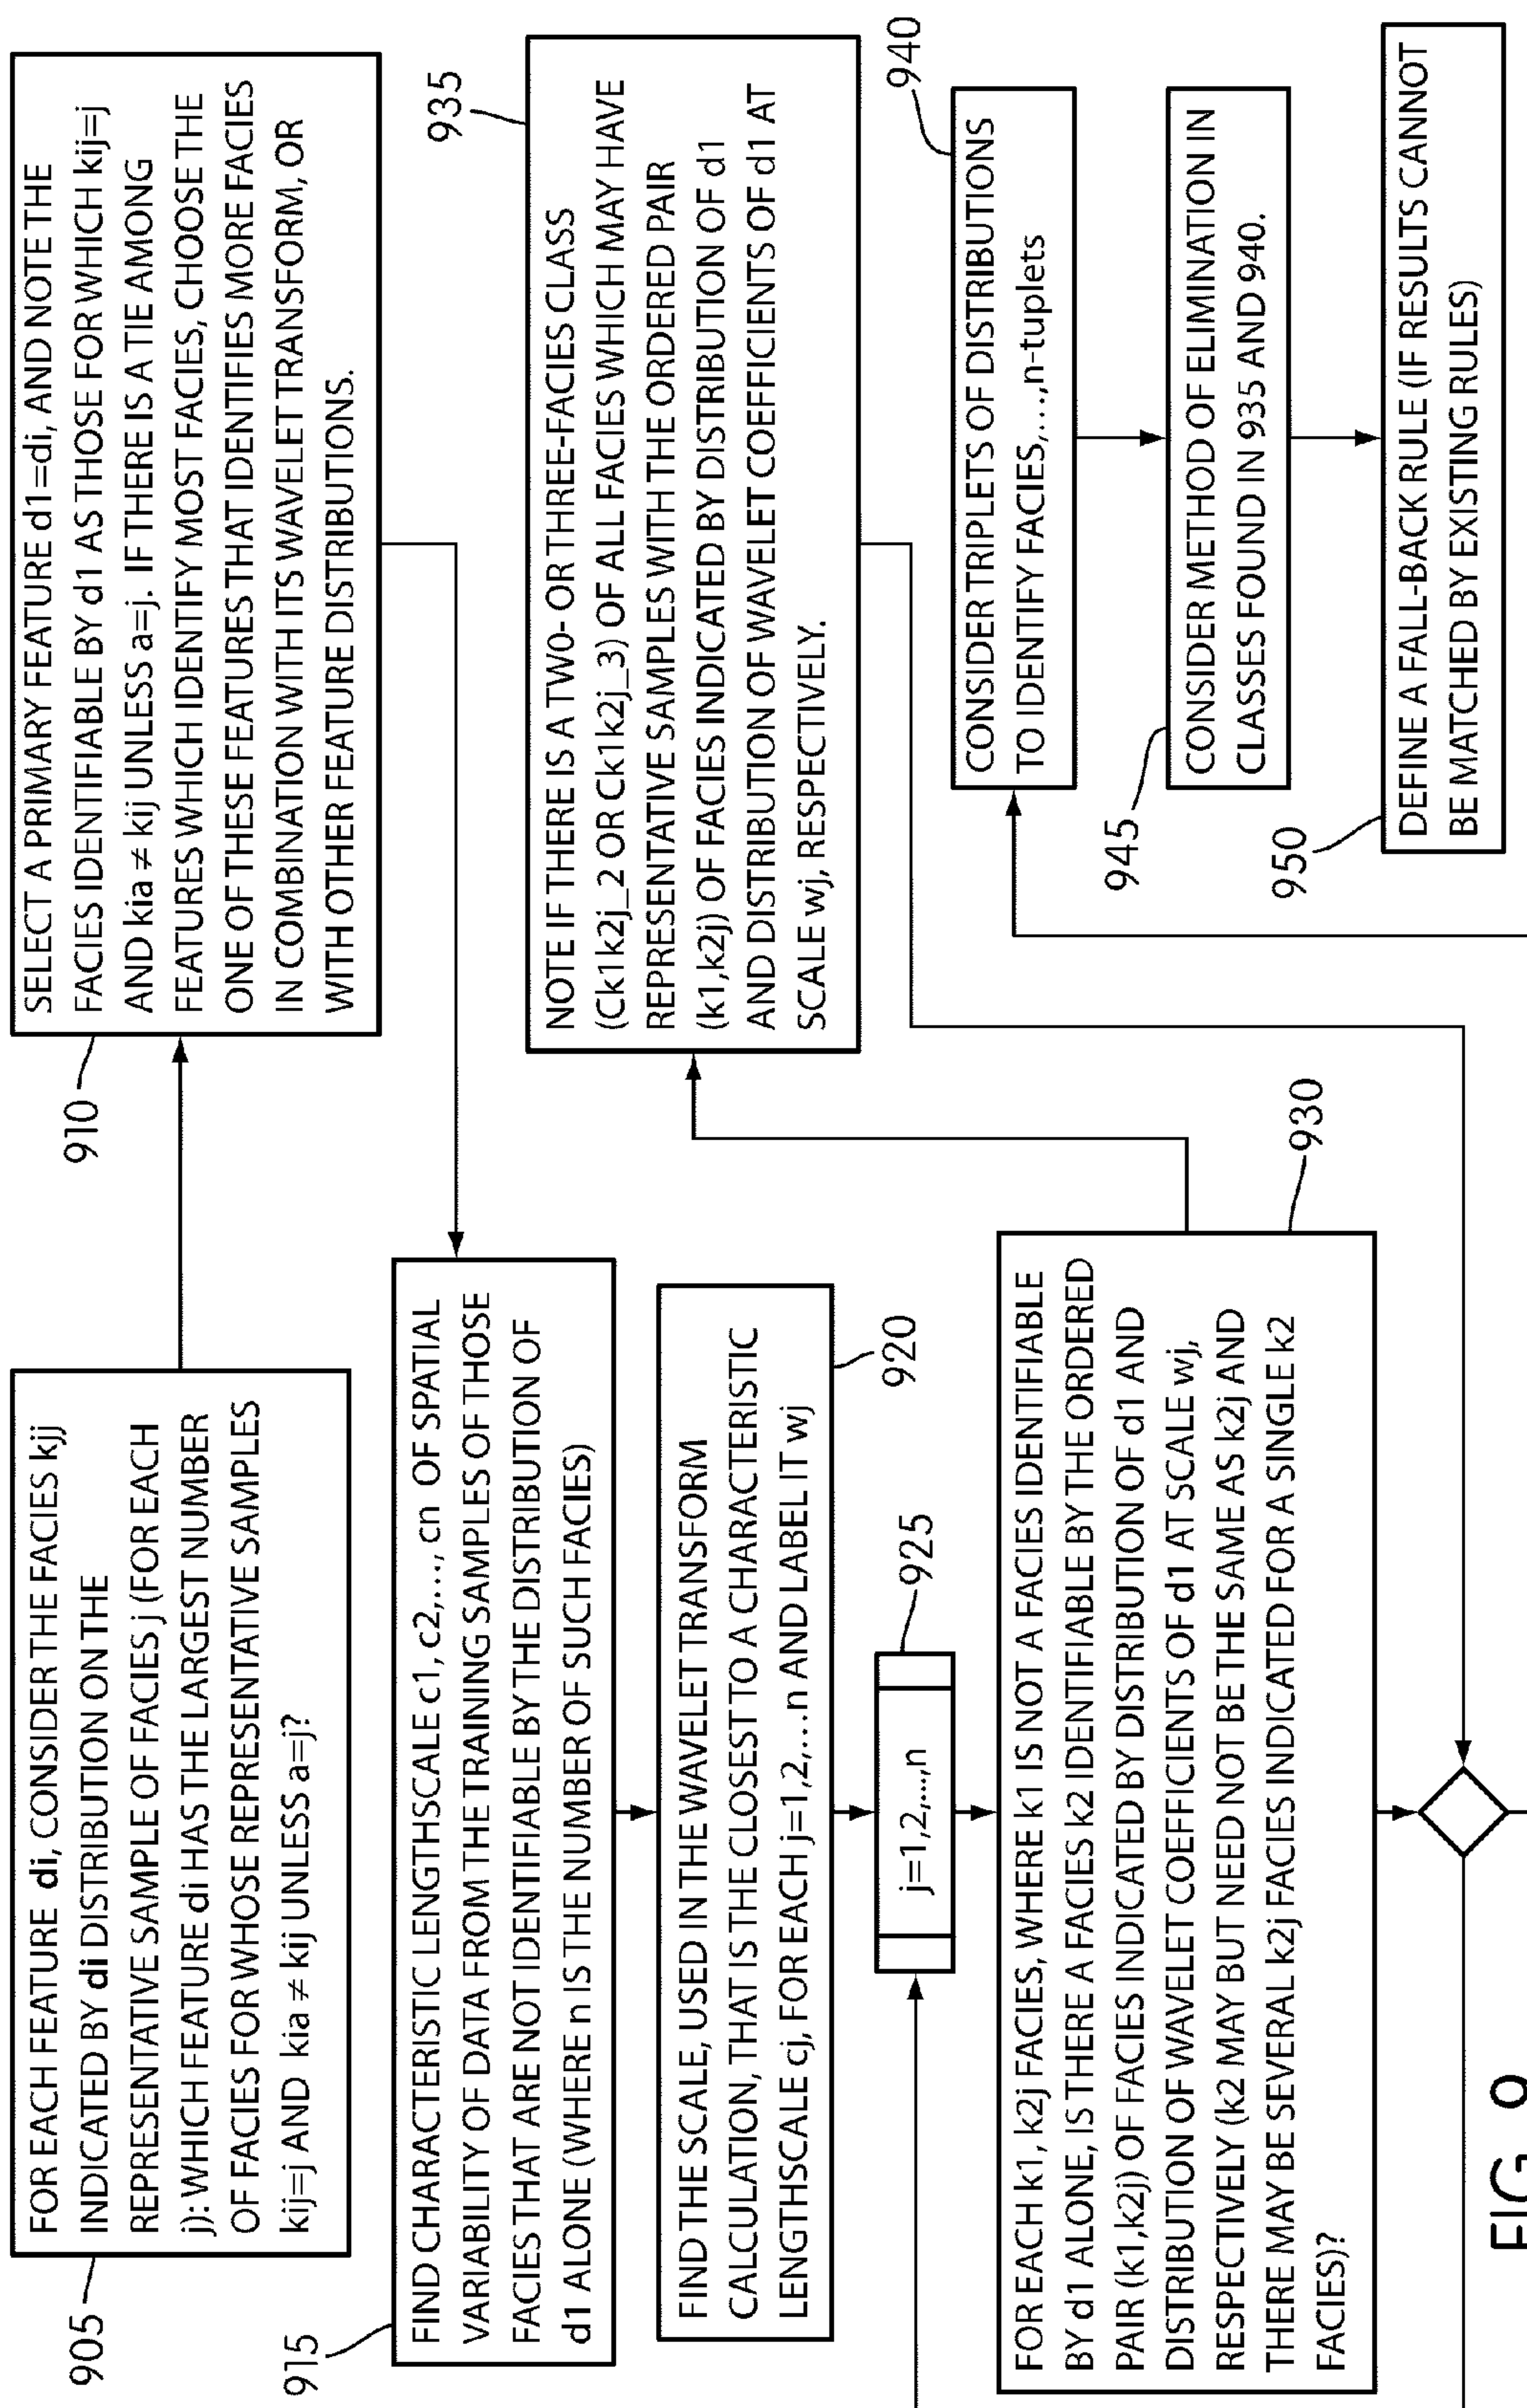 905
FOR EACH FEATURE di, CONSIDER THE FACIES kjj
INDICATED BY di DISTRIBUTION ON THE
REPRESENTATIVE SAMPLE OF FACIES j (FOR EACH
j): WHICH FEATURE di HAS THE LARGEST NUMBER
OF FACIES FOR WHOSE REPRESENTATIVE SAMPLES
kij=j AND kia ≠ kij UNLESS a=j?
910
SELECT A PRIMARY FEATURE d1=di, AND NOTE THE
FACIES IDENTIFIABLE BY d1 AS THOSE FOR WHICH kij=j
AND kia ≠ kij UNLESS a=j. IF THERE IS A TIE AMONG
FEATURES WHICH IDENTIFY MOST FACIES, CHOOSE THE
ONE OF THESE FEATURES THAT IDENTIFIES MORE FACIES
IN COMBINATION WITH ITS WAVELET TRANSFORM, OR
WITH OTHER FEATURE DISTRIBUTIONS.
915
FIND CHARACTERISTIC LENGTHSCALE c1, c2,..., cn OF SPATIAL
VARIABILITY OF DATA FROM THE TRAINING SAMPLES OF THOSE
FACIES THAT ARE NOT IDENTIFIABLE BY THE DISTRIBUTION OF
d1 ALONE (WHERE n IS THE NUMBER OF SUCH FACIES)
FIND THE SCALE, USED IN THE WAVELET TRANSFORM
CALCULATION, THAT IS THE CLOSEST TO A CHARACTERISTIC
LENGTHSCALE cj, FOR EACH j=1,2,...n AND LABEL IT wj
920
j=1,2,...,n
925
FOR EACH k1, k2j FACIES, WHERE k1 IS NOT A FACIES IDENTIFIABLE
BY d1 ALONE, IS THERE A FACIES k2 IDENTIFIABLE BY THE ORDERED
PAIR (k1,k2j) OF FACIES INDICATED BY DISTRIBUTION OF d1 AND
DISTRIBUTION OF WAVELET COEFFICIENTS OF d1 AT SCALE wj,
RESPECTIVELY (k2 MAY BUT NEED NOT BE THE SAME AS k2j AND
THERE MAY BE SEVERAL k2j FACIES INDICATED FOR A SINGLE k2
FACIES)?
930
935
NOTE IF THERE IS A TW0- OR THREE-FACIES CLASS
(Ck1k2j_2 OR Ck1k2j_3) OF ALL FACIES WHICH MAY HAVE
REPRESENTATIVE SAMPLES WITH THE ORDERED PAIR
(k1,k2j) OF FACIES INDICATED BY DISTRIBUTION OF d1
AND DISTRIBUTION OF WAVELET COEFFICIENTS OF d1 AT
SCALE wj, RESPECTIVELY.
940
CONSIDER TRIPLETS OF DISTRIBUTIONS
TO IDENTIFY FACIES,...,n-tuplets
945
CONSIDER METHOD OF ELIMINATION IN
CLASSES FOUND IN 935 AND 940.
950
DEFINE A FALL-BACK RULE (IF RESULTS CANNOT
BE MATCHED BY EXISTING RULES)
FIG. 9